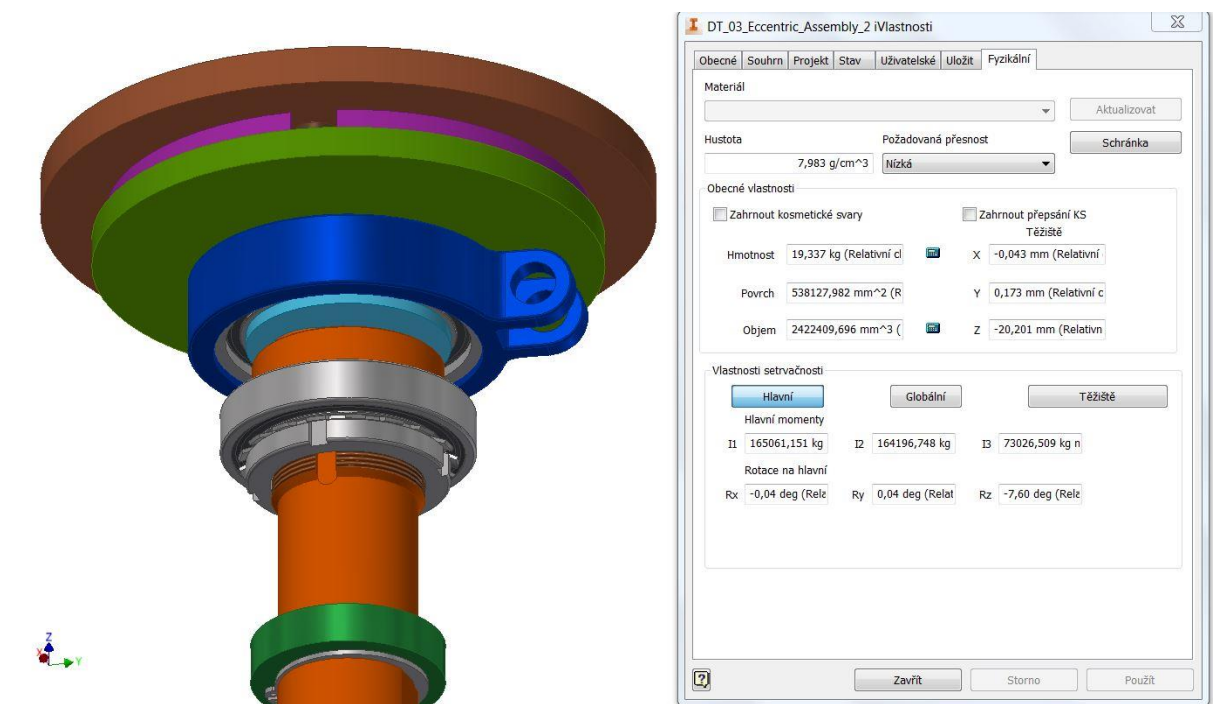 DT_03_Eccentric_Assembly_2 iVlastnosti
Obecné Souhrn Projekt Stav Uživatelské Uložit Fyzikální
Materiál
Aktualizovat
Hustota Požadovaná přesnost Schránka
7,983 g/cm^3 Nízká
Obecné vlastnosti
Zahrnout kosmetické svary Zahrnout přepsání KS
Těžiště
Hmotnost 19,337 kg (Relativní cl X -0,043 mm (Relativní
Povrch 538127,982 mm^2 (R Y 0,173 mm (Relativní c
Objem 2422409,696 mm^3 ( Z -20,201 mm (Relativn
Vlastnosti setrvačnosti
Hlavní Globální Těžiště
Hlavní momenty
I1 165061,151 kg I2 164196,748 kg I3 73026,509 kg n
Rotace na hlavní
Rx -0,04 deg (Rela Ry 0,04 deg (Relat Rz -7,60 deg (Rela
Z
X Y
Zavřít Storno Použít